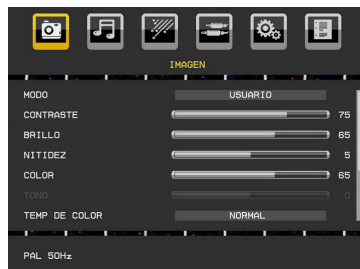 IMAGEN
MODO USUARIO
CONTRASTE 75
BRILLO 65
NITIDEZ 5
COLOR 65
TONO 0
TEMP DE COLOR NORMAL
PAL 50Hz